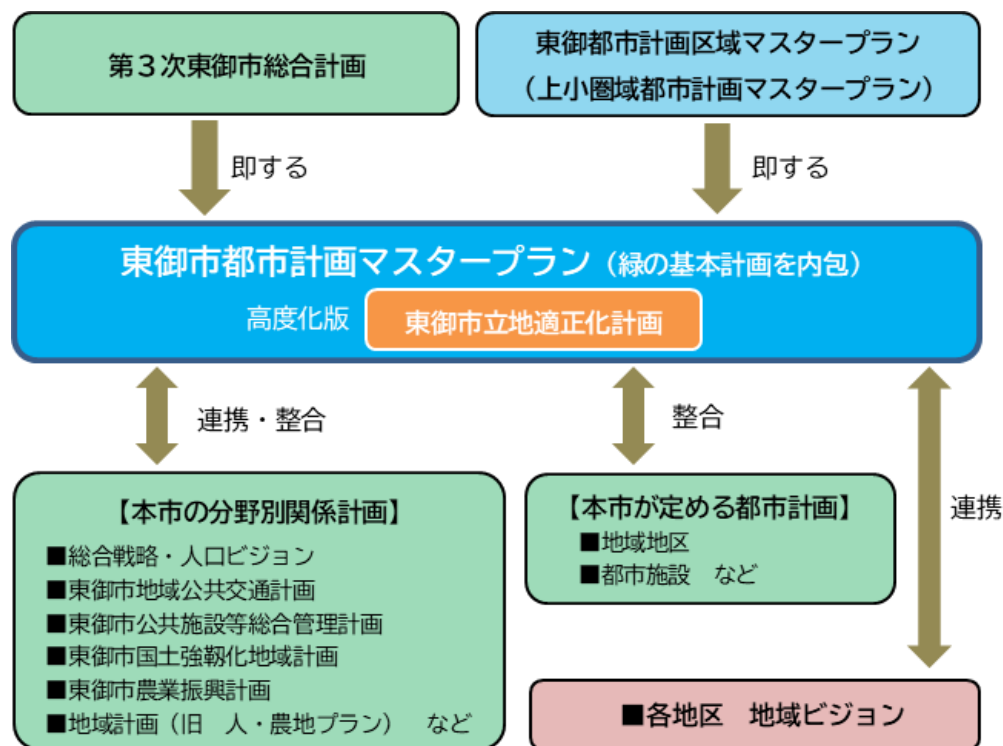 第３次東御市総合計画
東御都市計画区域マスタープラン
（上小圏域都市計画マスタープラン）
即する
即する
東御市都市計画マスタープラン（緑の基本計画を内包）
高度化版
東御市立地適正化計画
連携・整合
整合
連携
【本市の分野別関係計画】
■総合戦略・人口ビジョン
■東御市地域公共交通計画
■東御市公共施設等総合管理計画
■東御市国土強靱化地域計画
■東御市農業振興計画
■地域計画（旧　人・農地プラン）　など
【本市が定める都市計画】
■地域地区
■都市施設　など
■各地区　地域ビジョン